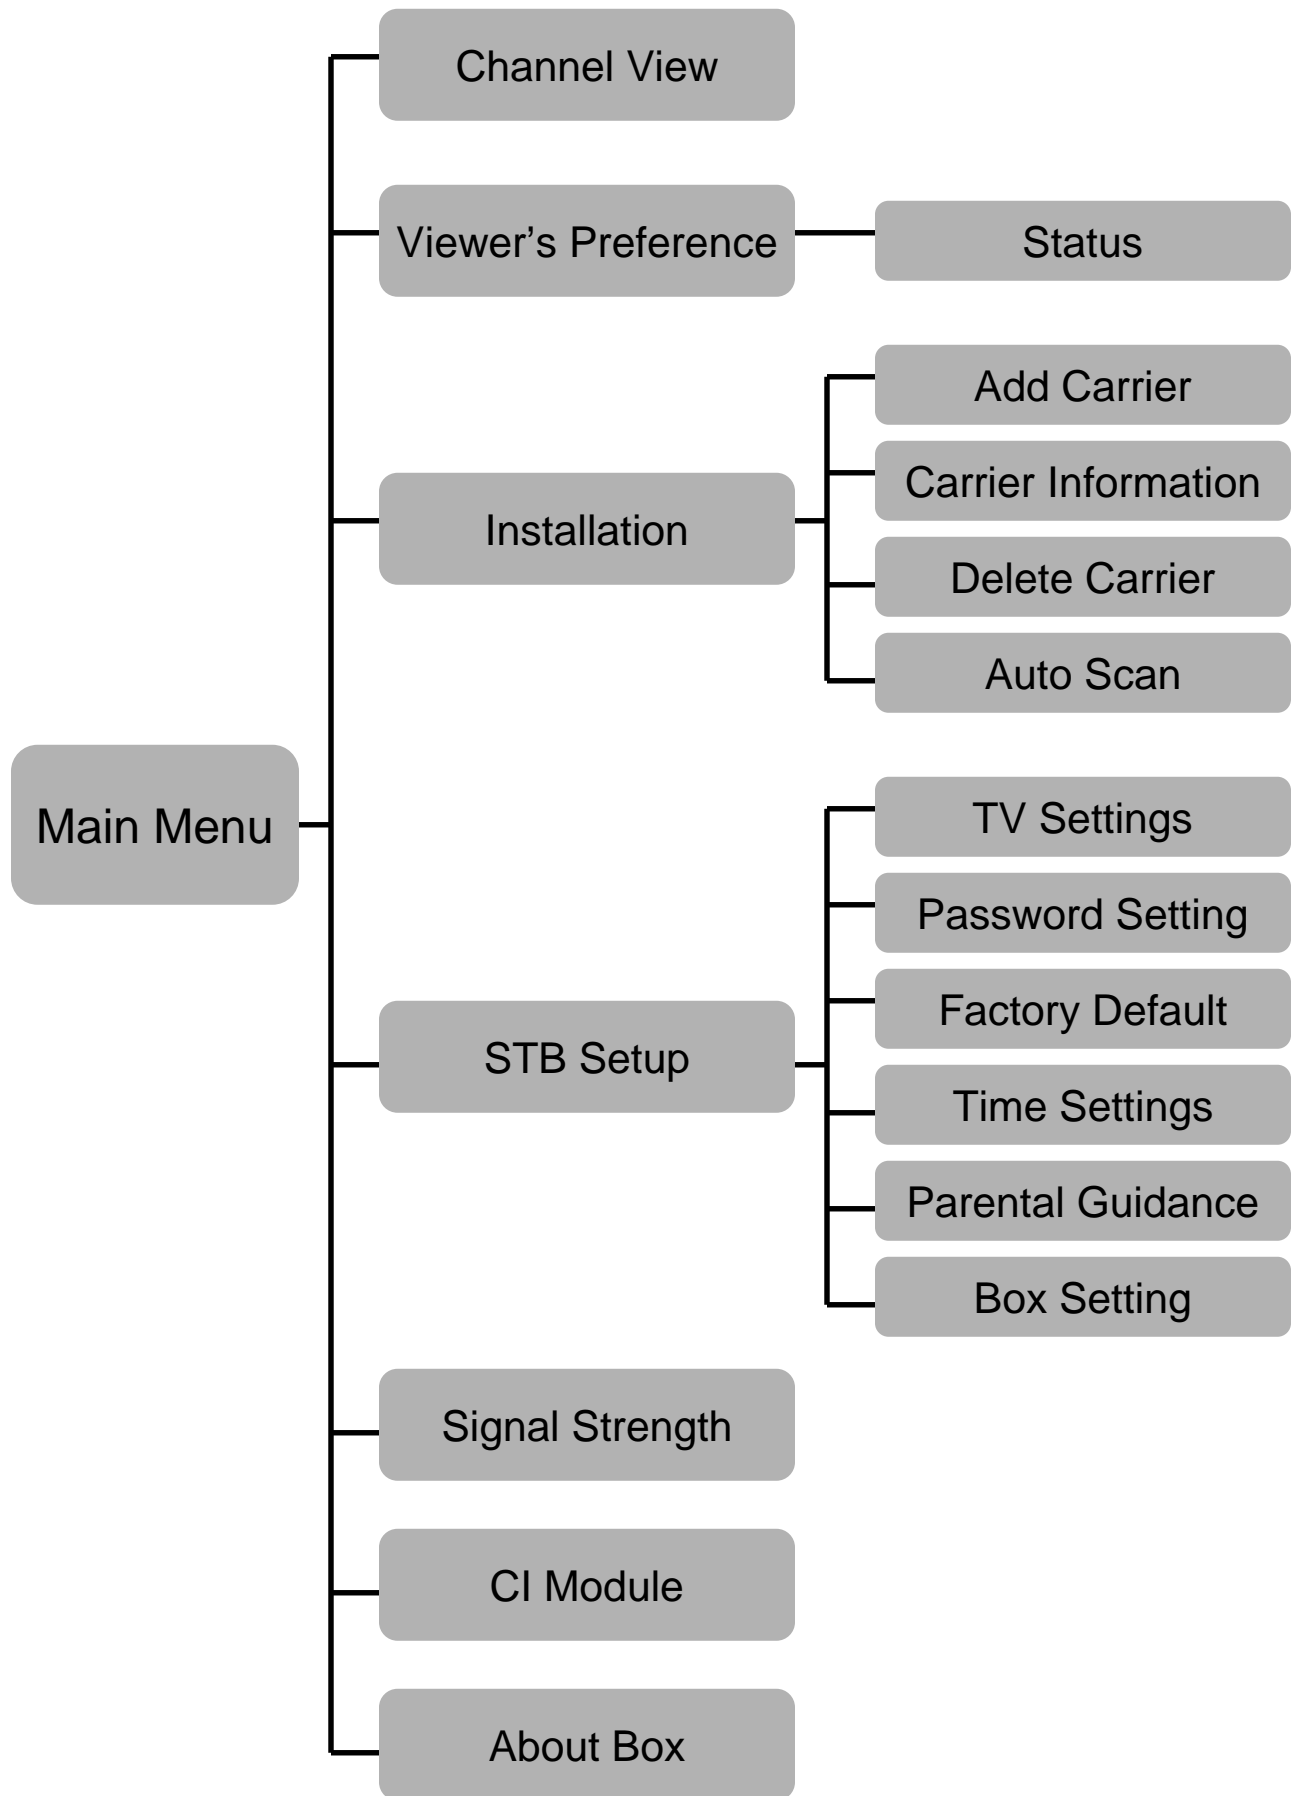 Channel View
Viewer’s Preference
Status
Installation
Add Carrier
Carrier Information
Delete Carrier
Auto Scan
Main Menu
STB Setup
TV Settings
Password Setting
Factory Default
Time Settings
Parental Guidance
Box Setting
Signal Strength
CI Module
About Box